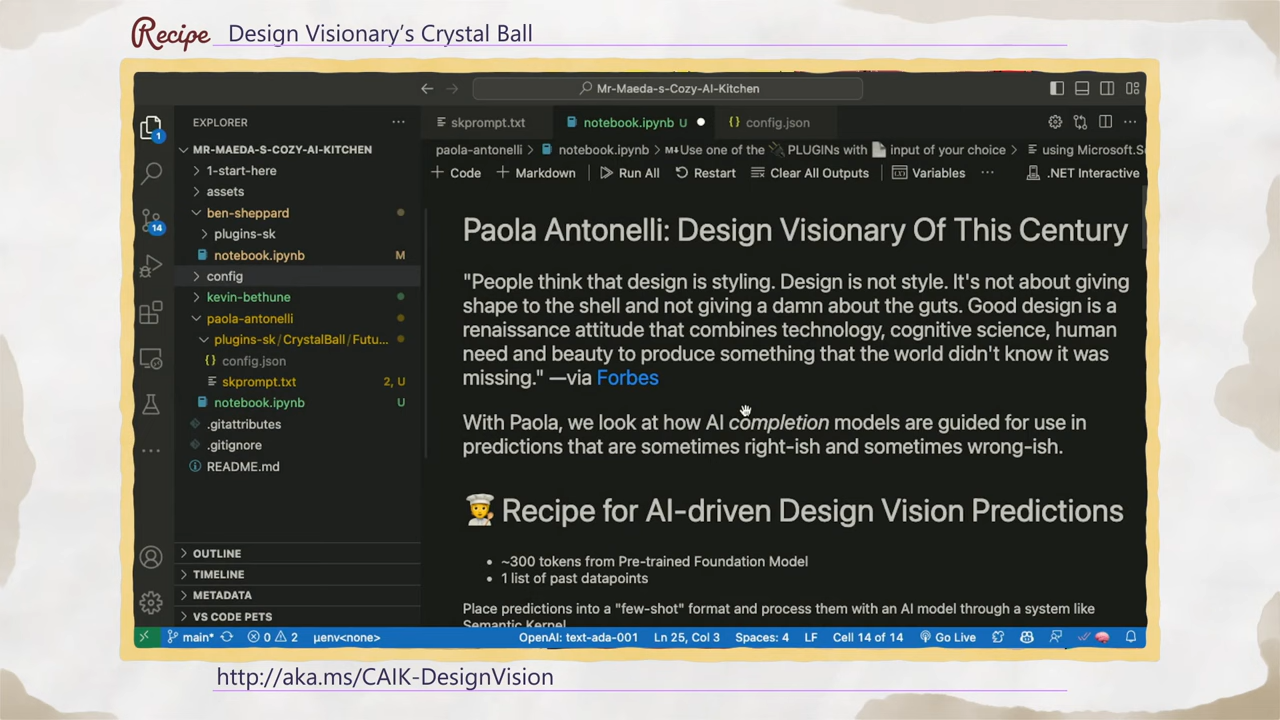 Recipe Design Visionary's Crystal Ball
Mr-Maeda-s-Cozy-AI-Kitchen
EXPLORER
skprompt.txt
notebook.ipynb U
config.json
paola-antonelli > notebook.ipynb > M↓Use one of the PLUGINs with input of your choice > using Microsoft.S
+ Code + Markdown Run All Restart Clear All Outputs Variables ... .NET Interactive
1
14
MR-MAEDA-S-COZY-AI-KITCHEN
1-start-here
assets
ben-sheppard
plugins-sk
notebook.ipynb M
config
kevin-bethune
paola-antonelli
plugins-sk / CrystalBall / Futu...
config.json
skprompt.txt 2, U
notebook.ipynb U
.gitattributes
.gitignore
README.md
OUTLINE
TIMELINE
METADATA
VS CODE PETS
Paola Antonelli: Design Visionary Of This Century
"People think that design is styling. Design is not style. It's not about giving
shape to the shell and not giving a damn about the guts. Good design is a
renaissance attitude that combines technology, cognitive science, human
need and beauty to produce something that the world didn't know it was
missing." —via Forbes
With Paola, we look at how AI completion models are guided for use in
predictions that are sometimes right-ish and sometimes wrong-ish.
Recipe for AI-driven Design Vision Predictions
• ~300 tokens from Pre-trained Foundation Model
• 1 list of past datapoints
Place predictions into a "few-shot" format and process them with an AI model through a system like
Semantic Kernel
main* 0 2 µenv<none> OpenAI: text-ada-001 Ln 25, Col 3 Spaces: 4 LF Cell 14 of 14 Go Live
http://aka.ms/CAIK-DesignVision